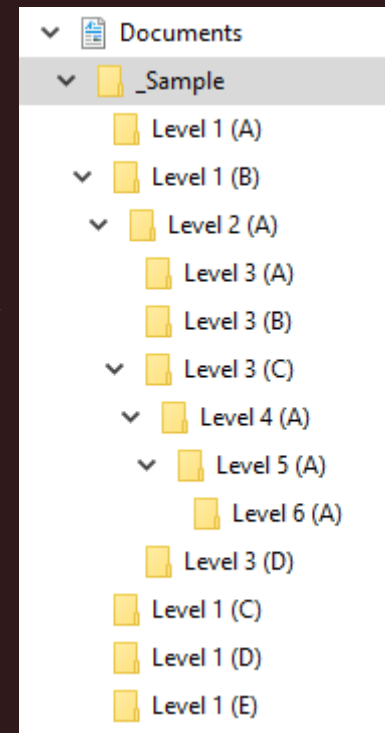 Documents
_Sample
Level 1 (A)
Level 1 (B)
Level 2 (A)
Level 3 (A)
Level 3 (B)
Level 3 (C)
Level 4 (A)
Level 5 (A)
Level 6 (A)
Level 3 (D)
Level 1 (C)
Level 1 (D)
Level 1 (E)